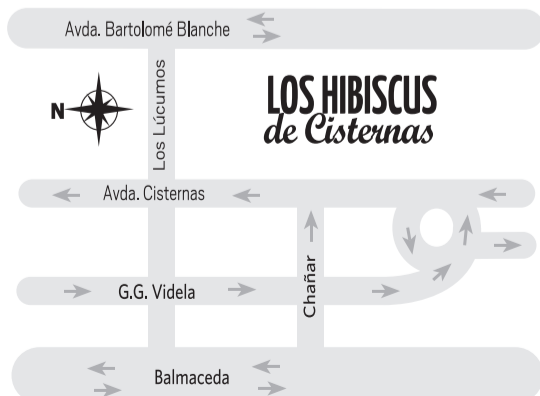 Avda. Bartolomé Blanche
Los Lúcumos
N
LOS HIBISCUS
de Cisternas
Avda. Cisternas
G.G. Videla
Chañar
Balmaceda